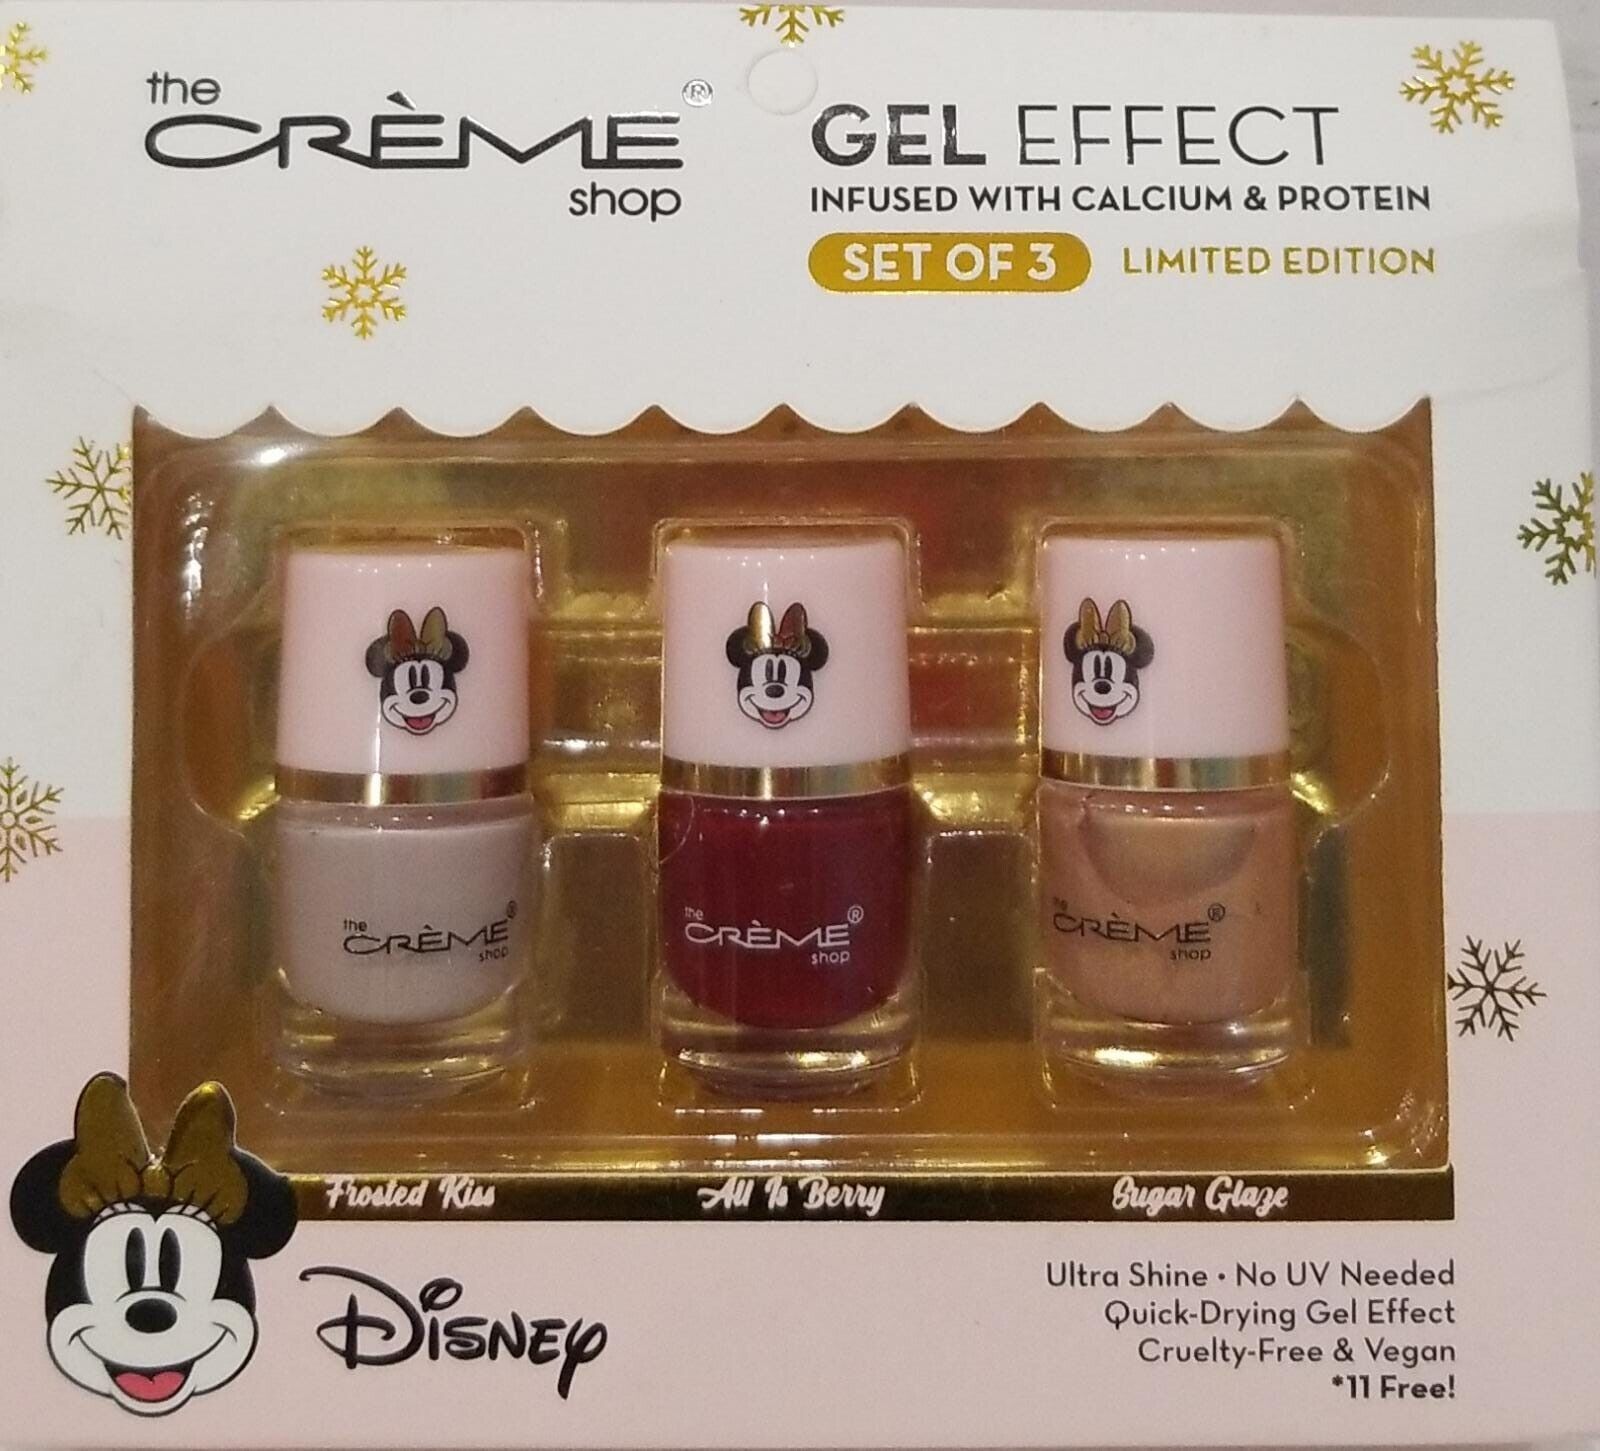 the
CRÈME®
shop
GEL EFFECT
INFUSED WITH CALCIUM & PROTEIN
SET OF 3 LIMITED EDITION
the
CRÈME®
shop
the
CRÈME®
shop
the
CRÈME®
shop
Frosted Kiss
All Is Berry
Sugar Glaze
Disney
Ultra Shine • No UV Needed
Quick-Drying Gel Effect
Cruelty-Free & Vegan
*11 Free!